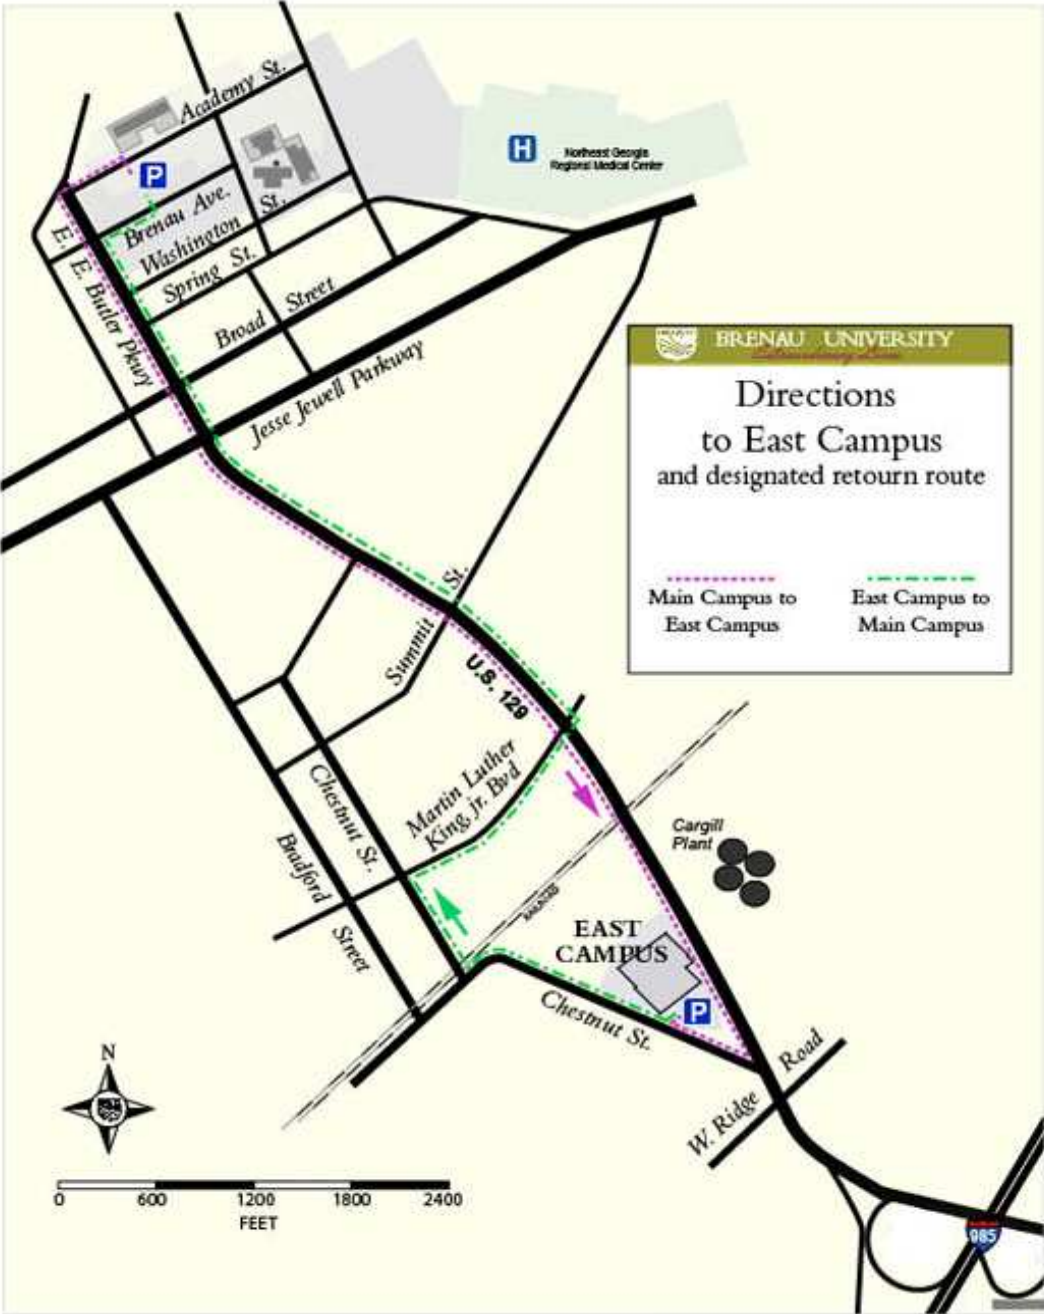 Academy St.
H
Northeast Georgia
Regional Medical Center
P
Brenau Ave.
Washington St.
Spring St.
E. E. Butler Pkwy
Broad Street
Jesse Jewell Parkway
BRENAU UNIVERSITY
Directions
to East Campus
and designated retourn route
Main Campus to
East Campus
East Campus to
Main Campus
Summit St.
U.S. 129
Martin Luther
King, jr. Bvd
Chestnut St.
Bradford Street
Cargill
Plant
RAILROAD
EAST
CAMPUS
P
Chestnut St.
W. Ridge Road
N
0 600 1200 1800 2400
FEET
985